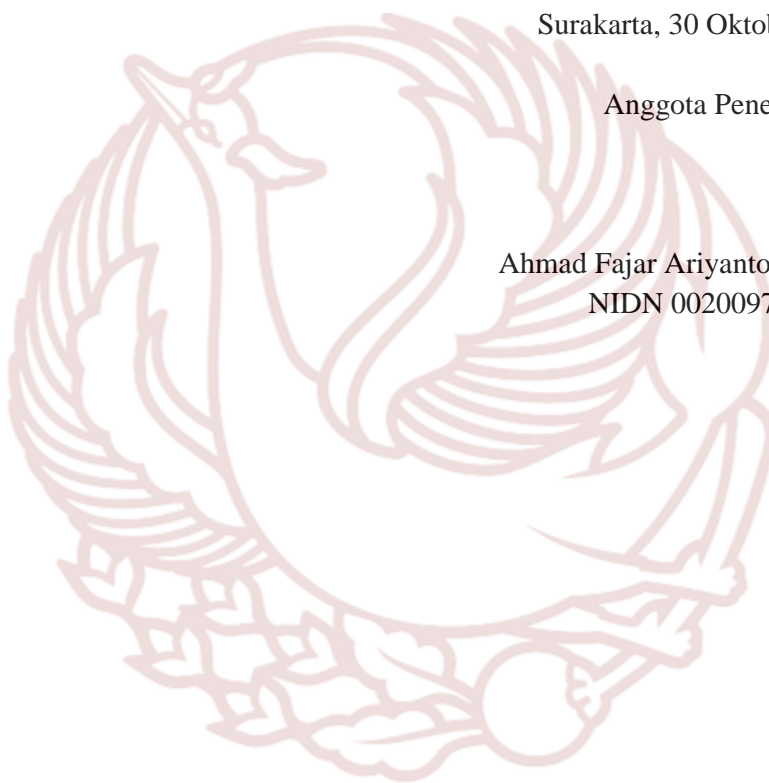 Surakarta, 30 Oktob
Anggota Pene
Ahmad Fajar Ariyanto
NIDN 0020097